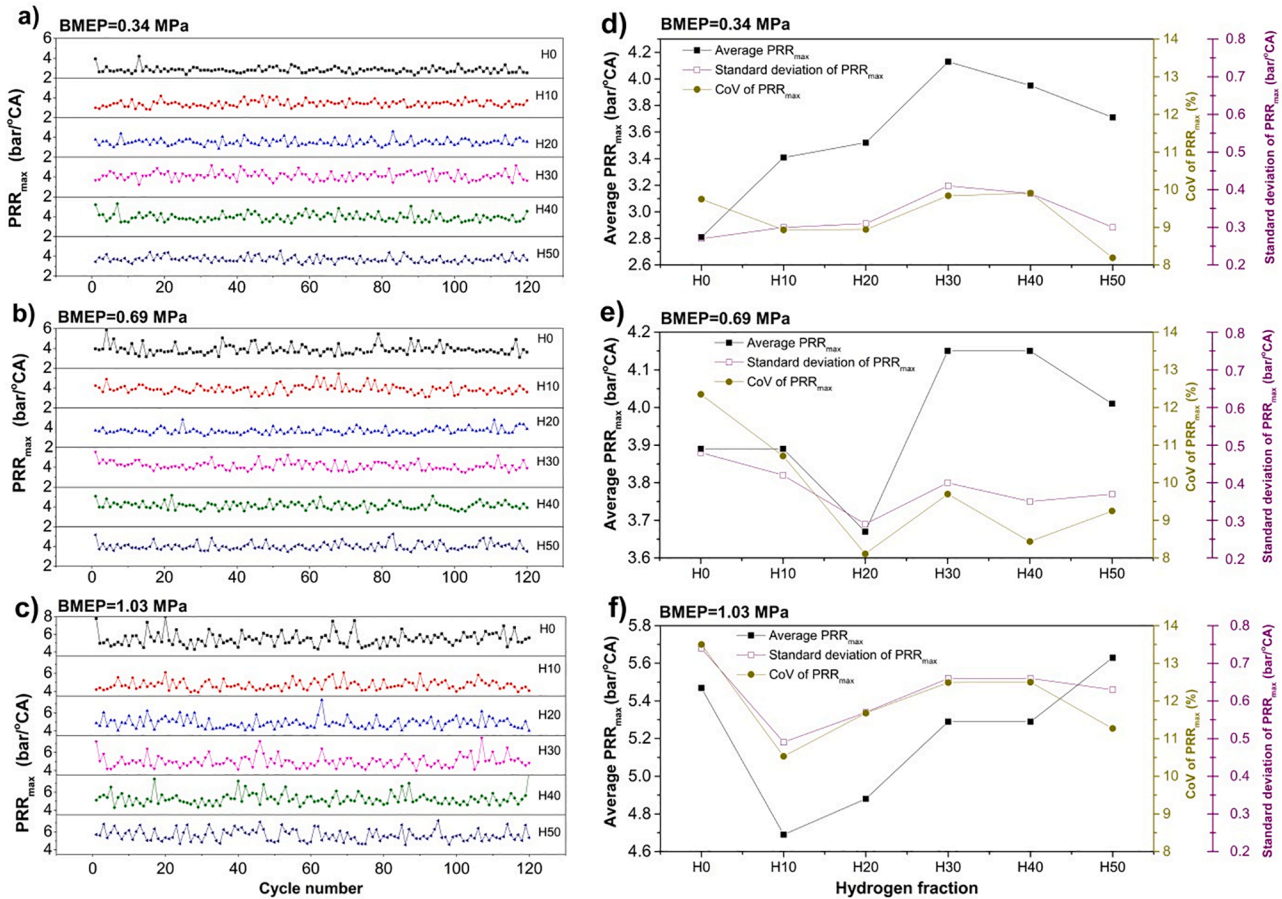 a)
BMEP=0.34 MPa
PRRmax (bar/°CA)
6
4
2
4
2
4
2
4
2
4
2
4
2
H0
H10
H20
H30
H40
H50
0
20
40
60
80
100
120
b)
BMEP=0.69 MPa
PRRmax (bar/°CA)
6
4
2
4
2
4
2
4
2
4
2
4
2
H0
H10
H20
H30
H40
H50
0
20
40
60
80
100
120
c)
BMEP=1.03 MPa
PRRmax (bar/°CA)
8
6
4
6
4
6
4
6
4
6
4
6
4
H0
H10
H20
H30
H40
H50
0
20
40
60
80
100
120
Cycle number
d)
BMEP=0.34 MPa
Average PRRmax
Standard deviation of PRRmax
CoV of PRRmax
Average PRRmax (bar/°CA)
4.2
4.0
3.8
3.6
3.4
3.2
3.0
2.8
2.6
H0
H10
H20
H30
H40
H50
14
13
12
11
10
9
8
CoV of PRRmax (%)
0.8
0.7
0.6
0.5
0.4
0.3
0.2
Standard deviation of PRRmax (bar/°CA)
e)
BMEP=0.69 MPa
Average PRRmax
Standard deviation of PRRmax
CoV of PRRmax
Average PRRmax (bar/°CA)
4.2
4.1
4.0
3.9
3.8
3.7
3.6
H0
H10
H20
H30
H40
H50
14
13
12
11
10
9
8
CoV of PRRmax (%)
0.8
0.7
0.6
0.5
0.4
0.3
0.2
Standard deviation of PRRmax (bar/°CA)
f)
BMEP=1.03 MPa
Average PRRmax
Standard deviation of PRRmax
CoV of PRRmax
Average PRRmax (bar/°CA)
5.8
5.6
5.4
5.2
5.0
4.8
4.6
H0
H10
H20
H30
H40
H50
Hydrogen fraction
14
13
12
11
10
9
8
CoV of PRRmax (%)
0.8
0.7
0.6
0.5
0.4
0.3
0.2
Standard deviation of PRRmax (bar/°CA)